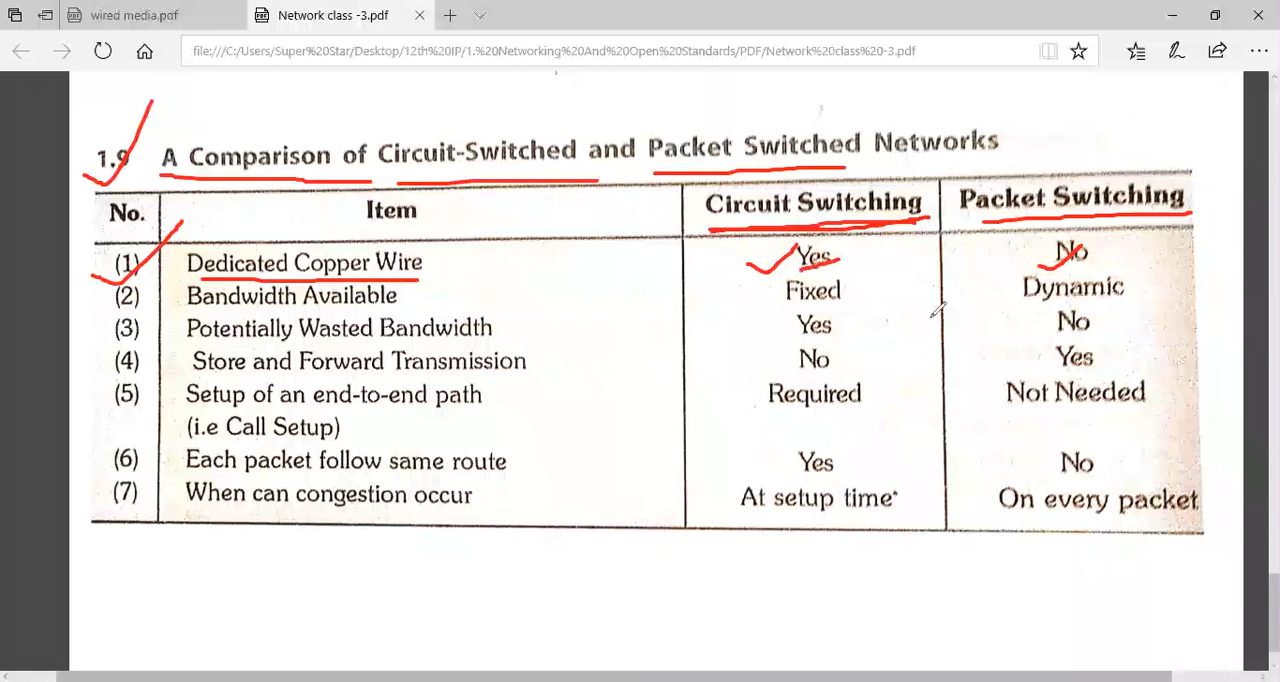 wired media.pdf
Network class -3.pdf
file:///C:/Users/Super%20Star/Desktop/12th%20IP/1.%20Networking%20And%20Open%20Standards/PDF/Network%20class%20-3.pdf
1.9 A Comparison of Circuit-Switched and Packet Switched Networks
No. Item Circuit Switching Packet Switching
(1) Dedicated Copper Wire Yes No
(2) Bandwidth Available Fixed Dynamic
(3) Potentially Wasted Bandwidth Yes No
(4) Store and Forward Transmission No Yes
(5) Setup of an end-to-end path Required Not Needed
(i.e Call Setup)
(6) Each packet follow same route Yes No
(7) When can congestion occur At setup time On every packet